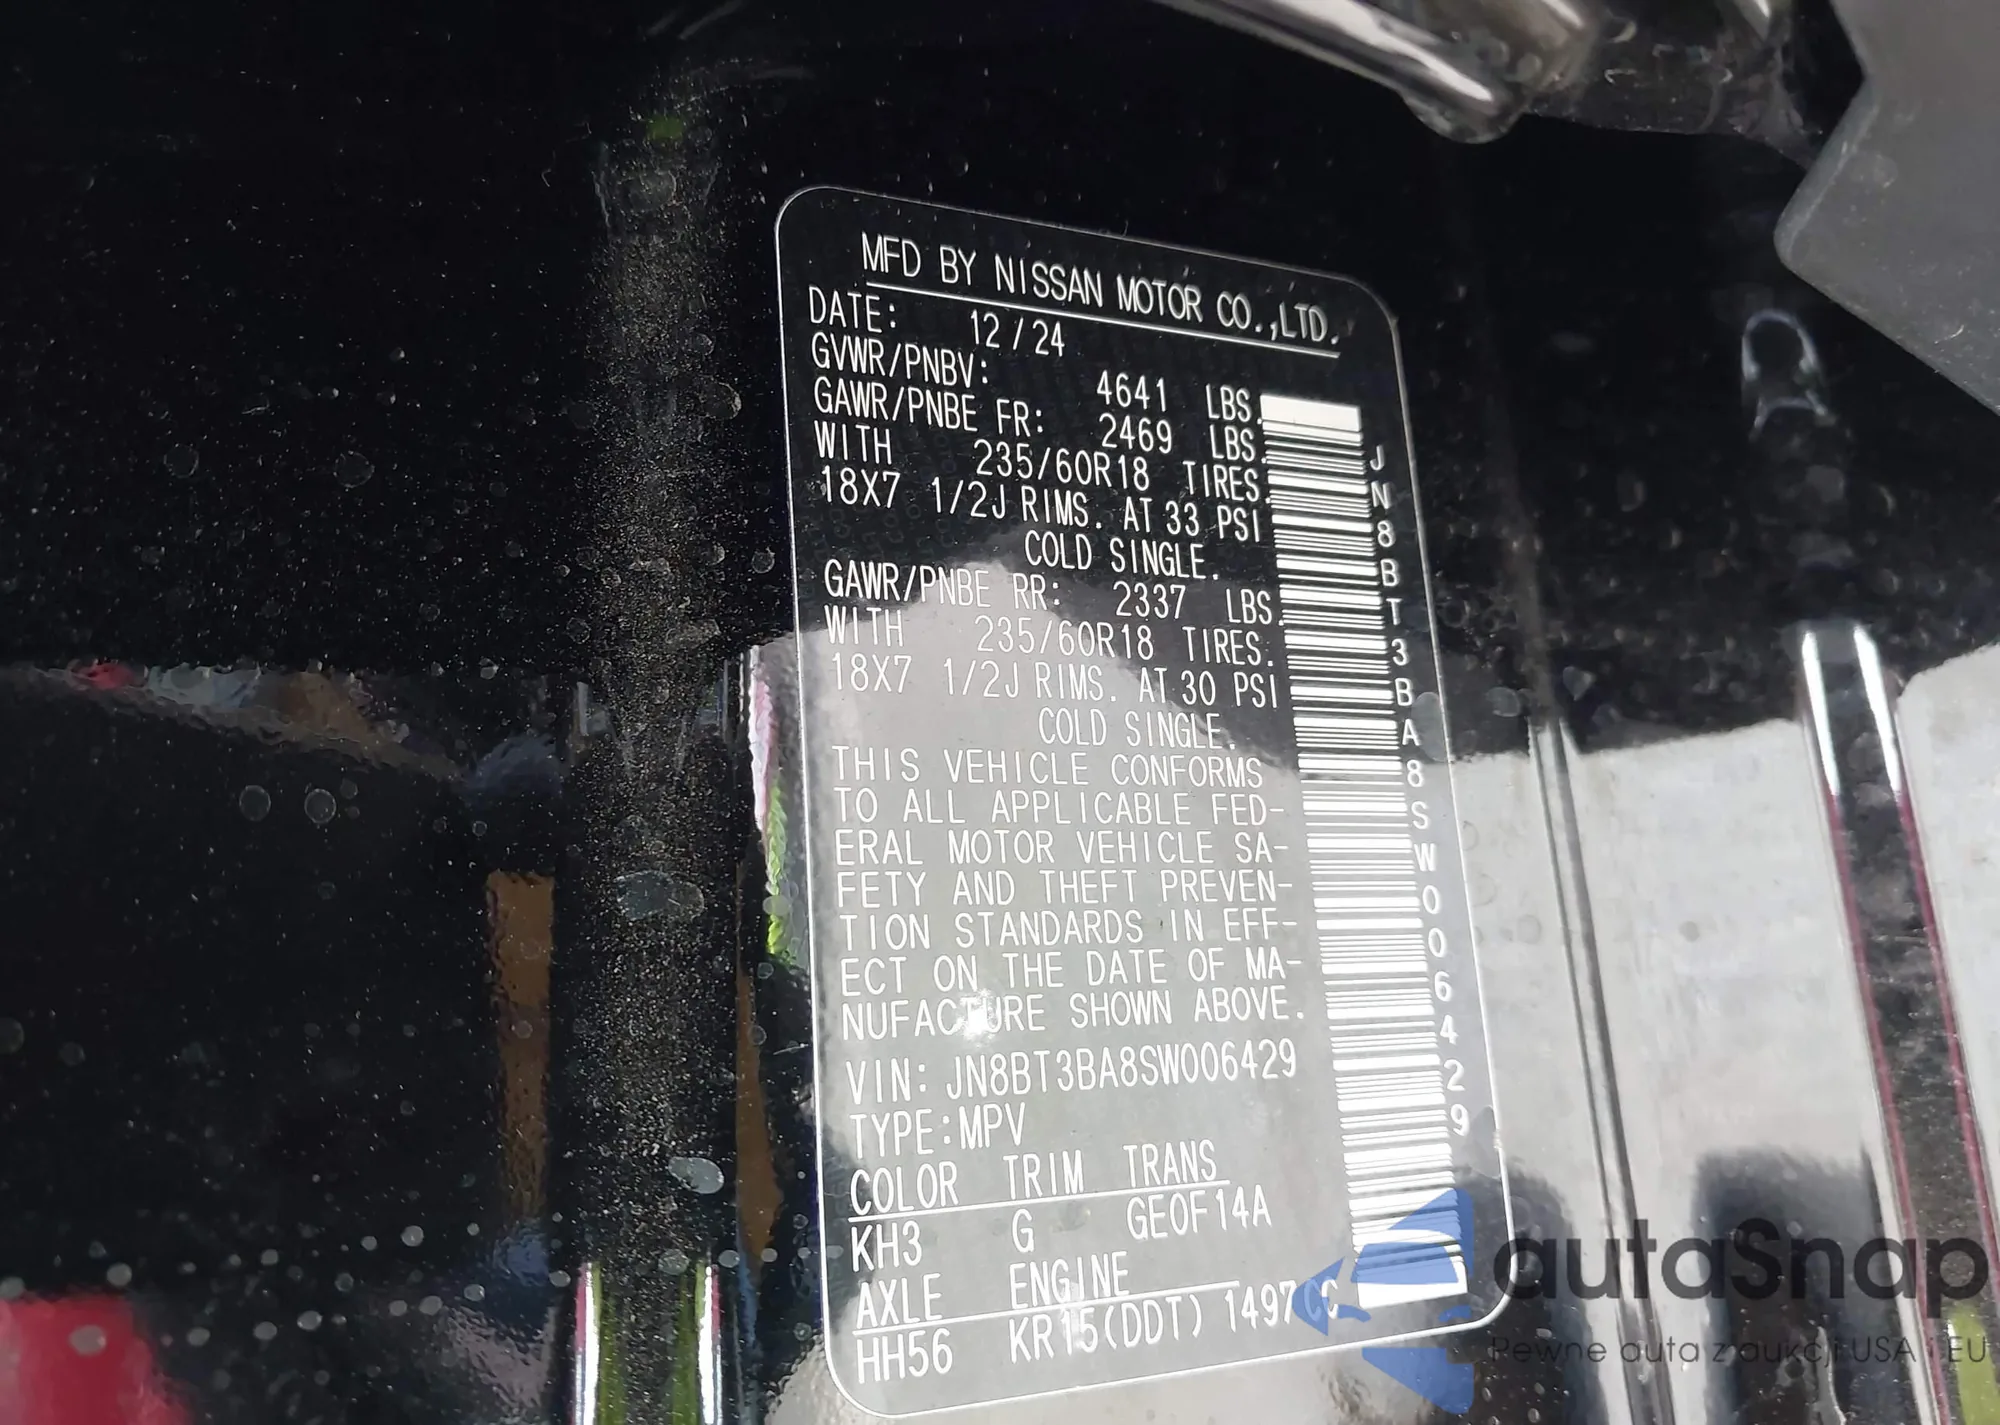 MFD BY NISSAN MOTOR CO.,LTD.
DATE: 12/24
GVWR/PNBV: 4641 LBS.
GAWR/PNBE FR: 2469 LBS.
WITH 235/60R18 TIRES.
18X7 1/2J RIMS. AT 33 PSI
COLD SINGLE.
GAWR/PNBE RR: 2337 LBS.
WITH 235/60R18 TIRES.
18X7 1/2J RIMS. AT 30 PSI
COLD SINGLE.
THIS VEHICLE CONFORMS
TO ALL APPLICABLE FED-
ERAL MOTOR VEHICLE SA-
FETY AND THEFT PREVEN-
TION STANDARDS IN EFF-
ECT ON THE DATE OF MA-
NUFACTURE SHOWN ABOVE.
VIN: JN8BT3BA8SW006429
TYPE:MPV
COLOR TRIM TRANS
KH3 G GE0F14A
AXLE ENGINE
HH56 KR15(DDT) 1497CC
JN8BT3BA8SW006429
autaSnap
Pewne auta z aukcji USA i EU